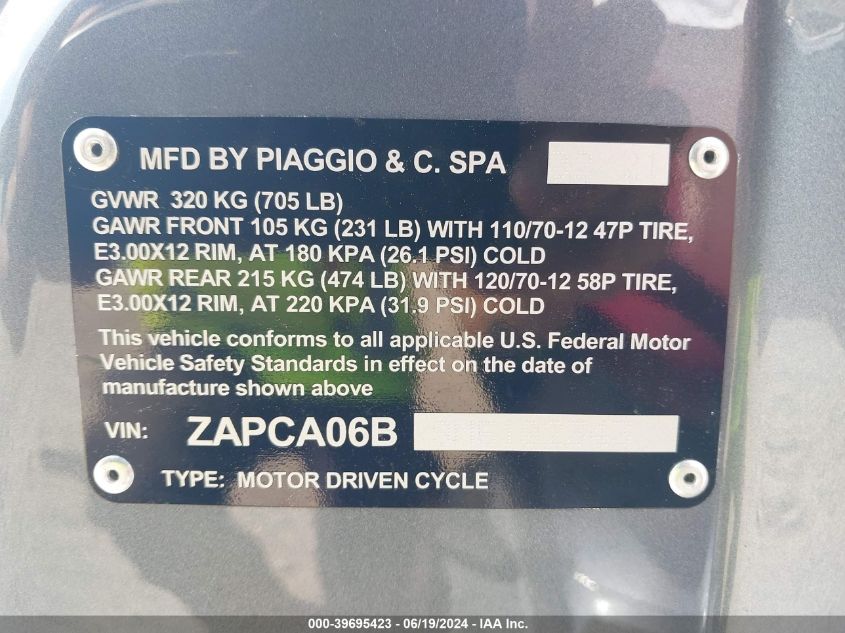 MFD BY PIAGGIO & C. SPA
GVWR 320 KG (705 LB)
GAWR FRONT 105 KG (231 LB) WITH 110/70-12 47P TIRE,
E3.00X12 RIM, AT 180 KPA (26.1 PSI) COLD
GAWR REAR 215 KG (474 LB) WITH 120/70-12 58P TIRE,
E3.00X12 RIM, AT 220 KPA (31.9 PSI) COLD
This vehicle conforms to all applicable U.S. Federal Motor
Vehicle Safety Standards in effect on the date of
manufacture shown above
VIN: ZAPCA06B
TYPE: MOTOR DRIVEN CYCLE
000-39695423 - 06/19/2024 - IAA Inc.